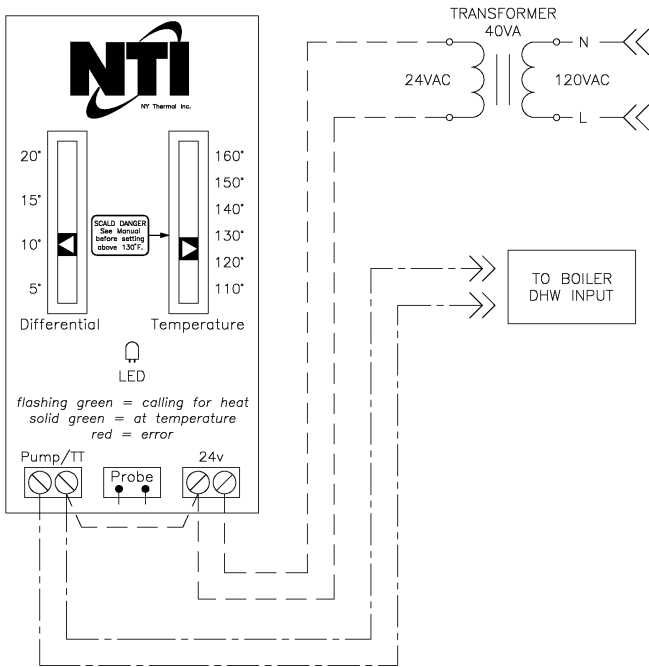 TRANSFORMER
40VA
24VAC
120VAC
N
L
NTI
NY Thermal Inc.
20°
15°
10°
5°
SCALD DANGER
See Manual
before setting
above 130°F.
160°
150°
140°
130°
120°
110°
Differential
Temperature
LED
flashing green = calling for heat
solid green = at temperature
red = error
Pump/TT
Probe
24v
TO BOILER
DHW INPUT